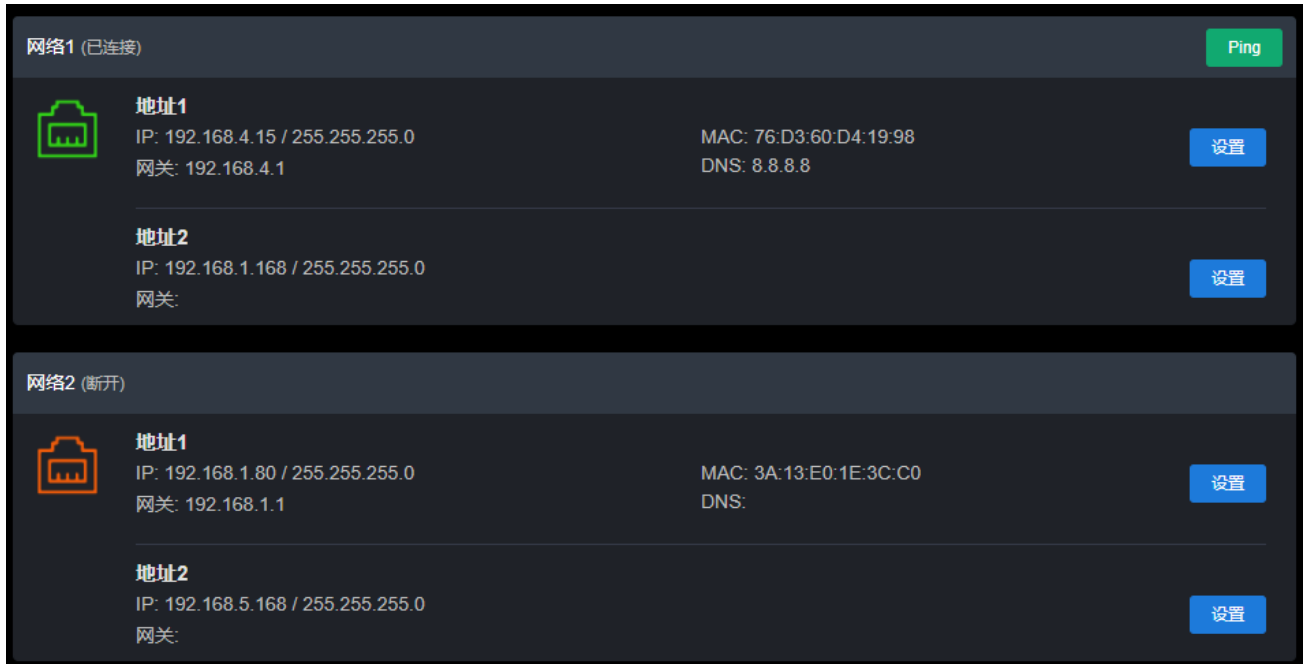 网络1 (已连接)
Ping
地址1
IP: 192.168.4.15 / 255.255.255.0
MAC: 76:D3:60:D4:19:98
设置
网关: 192.168.4.1
DNS: 8.8.8.8
地址2
IP: 192.168.1.168 / 255.255.255.0
设置
网关:
网络2 (断开)
地址1
IP: 192.168.1.80 / 255.255.255.0
MAC: 3A:13:E0:1E:3C:C0
设置
网关: 192.168.1.1
DNS:
地址2
IP: 192.168.5.168 / 255.255.255.0
设置
网关: